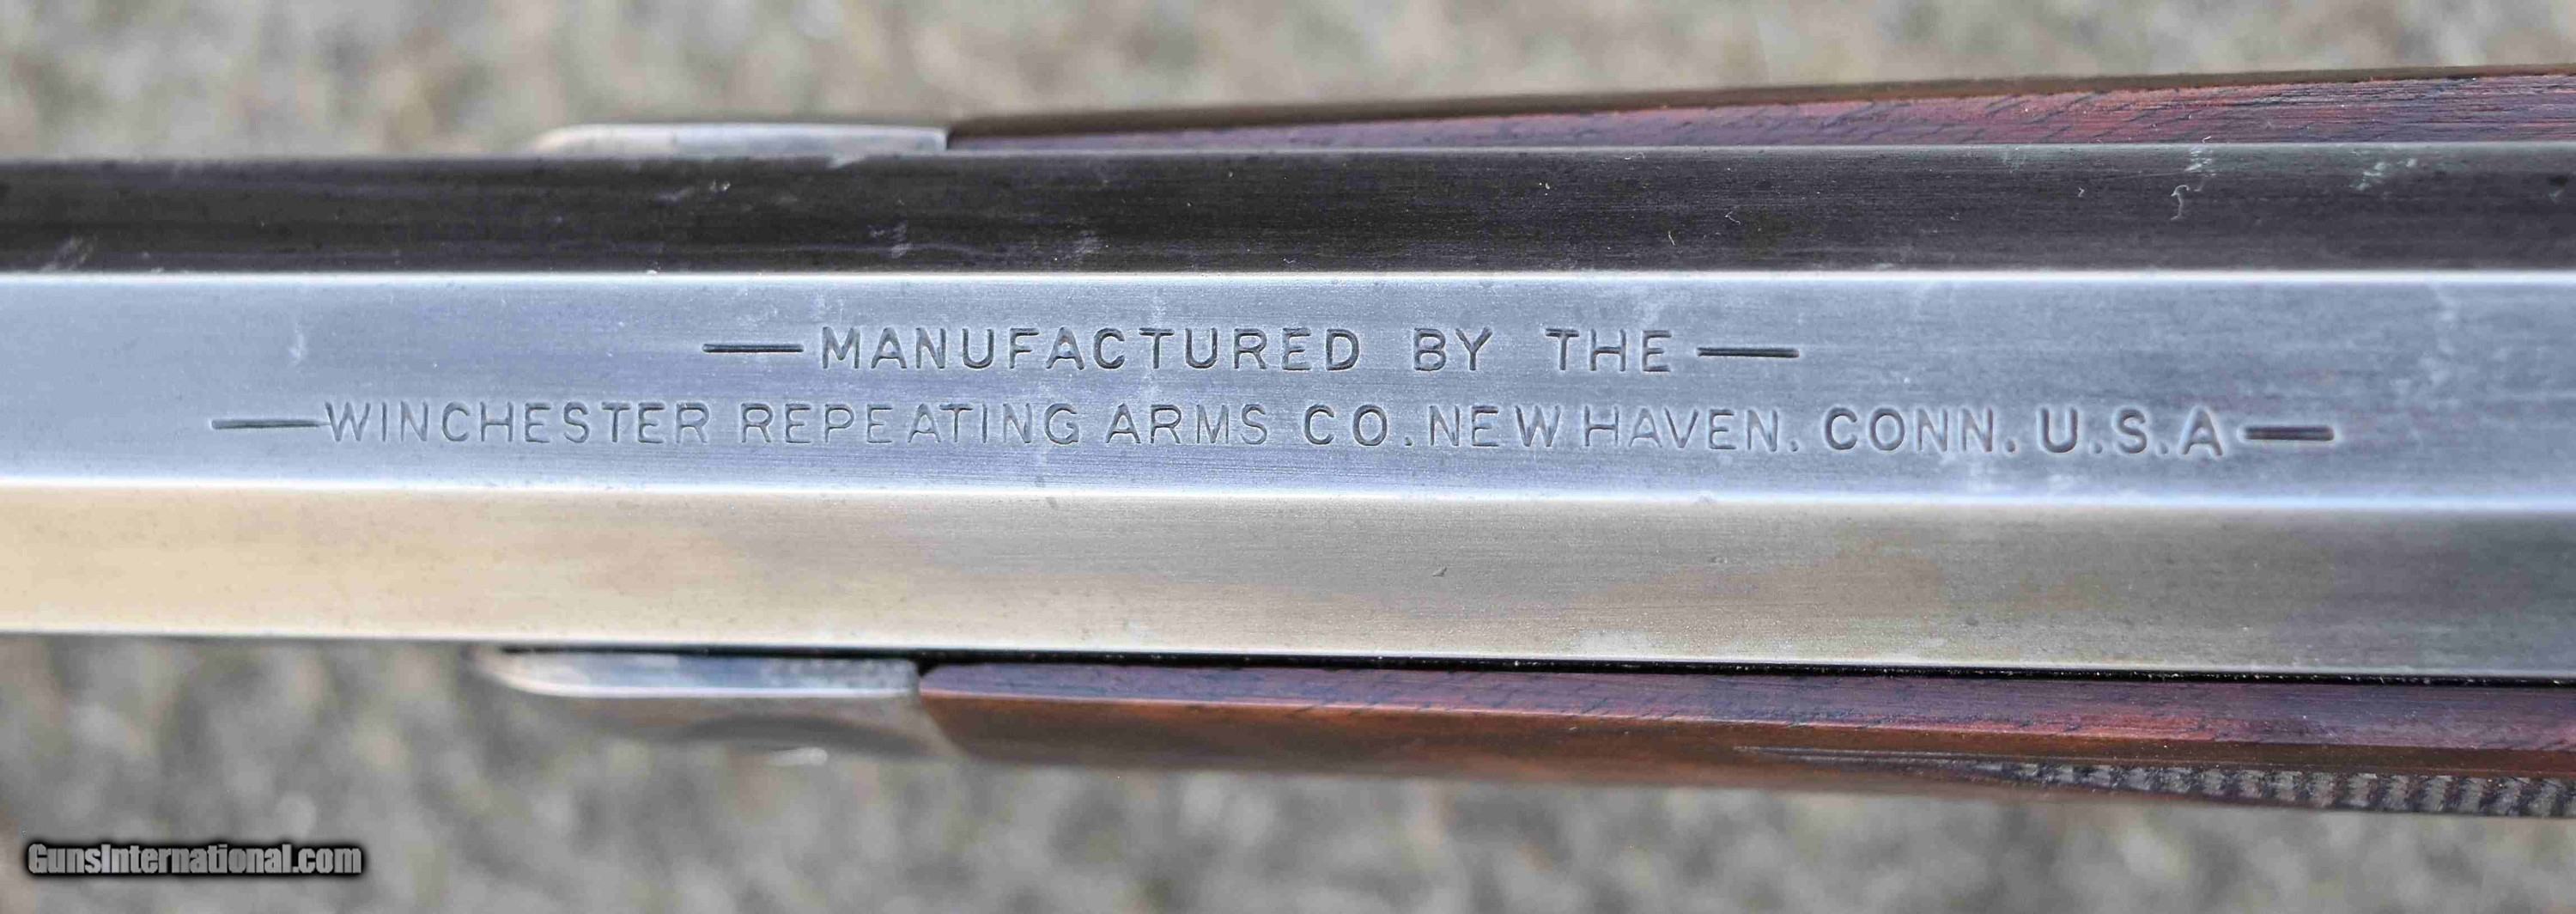 —MANUFACTURED BY THE—
—WINCHESTER REPEATING ARMS CO. NEW HAVEN. CONN. U.S.A—
GunsInternational.com